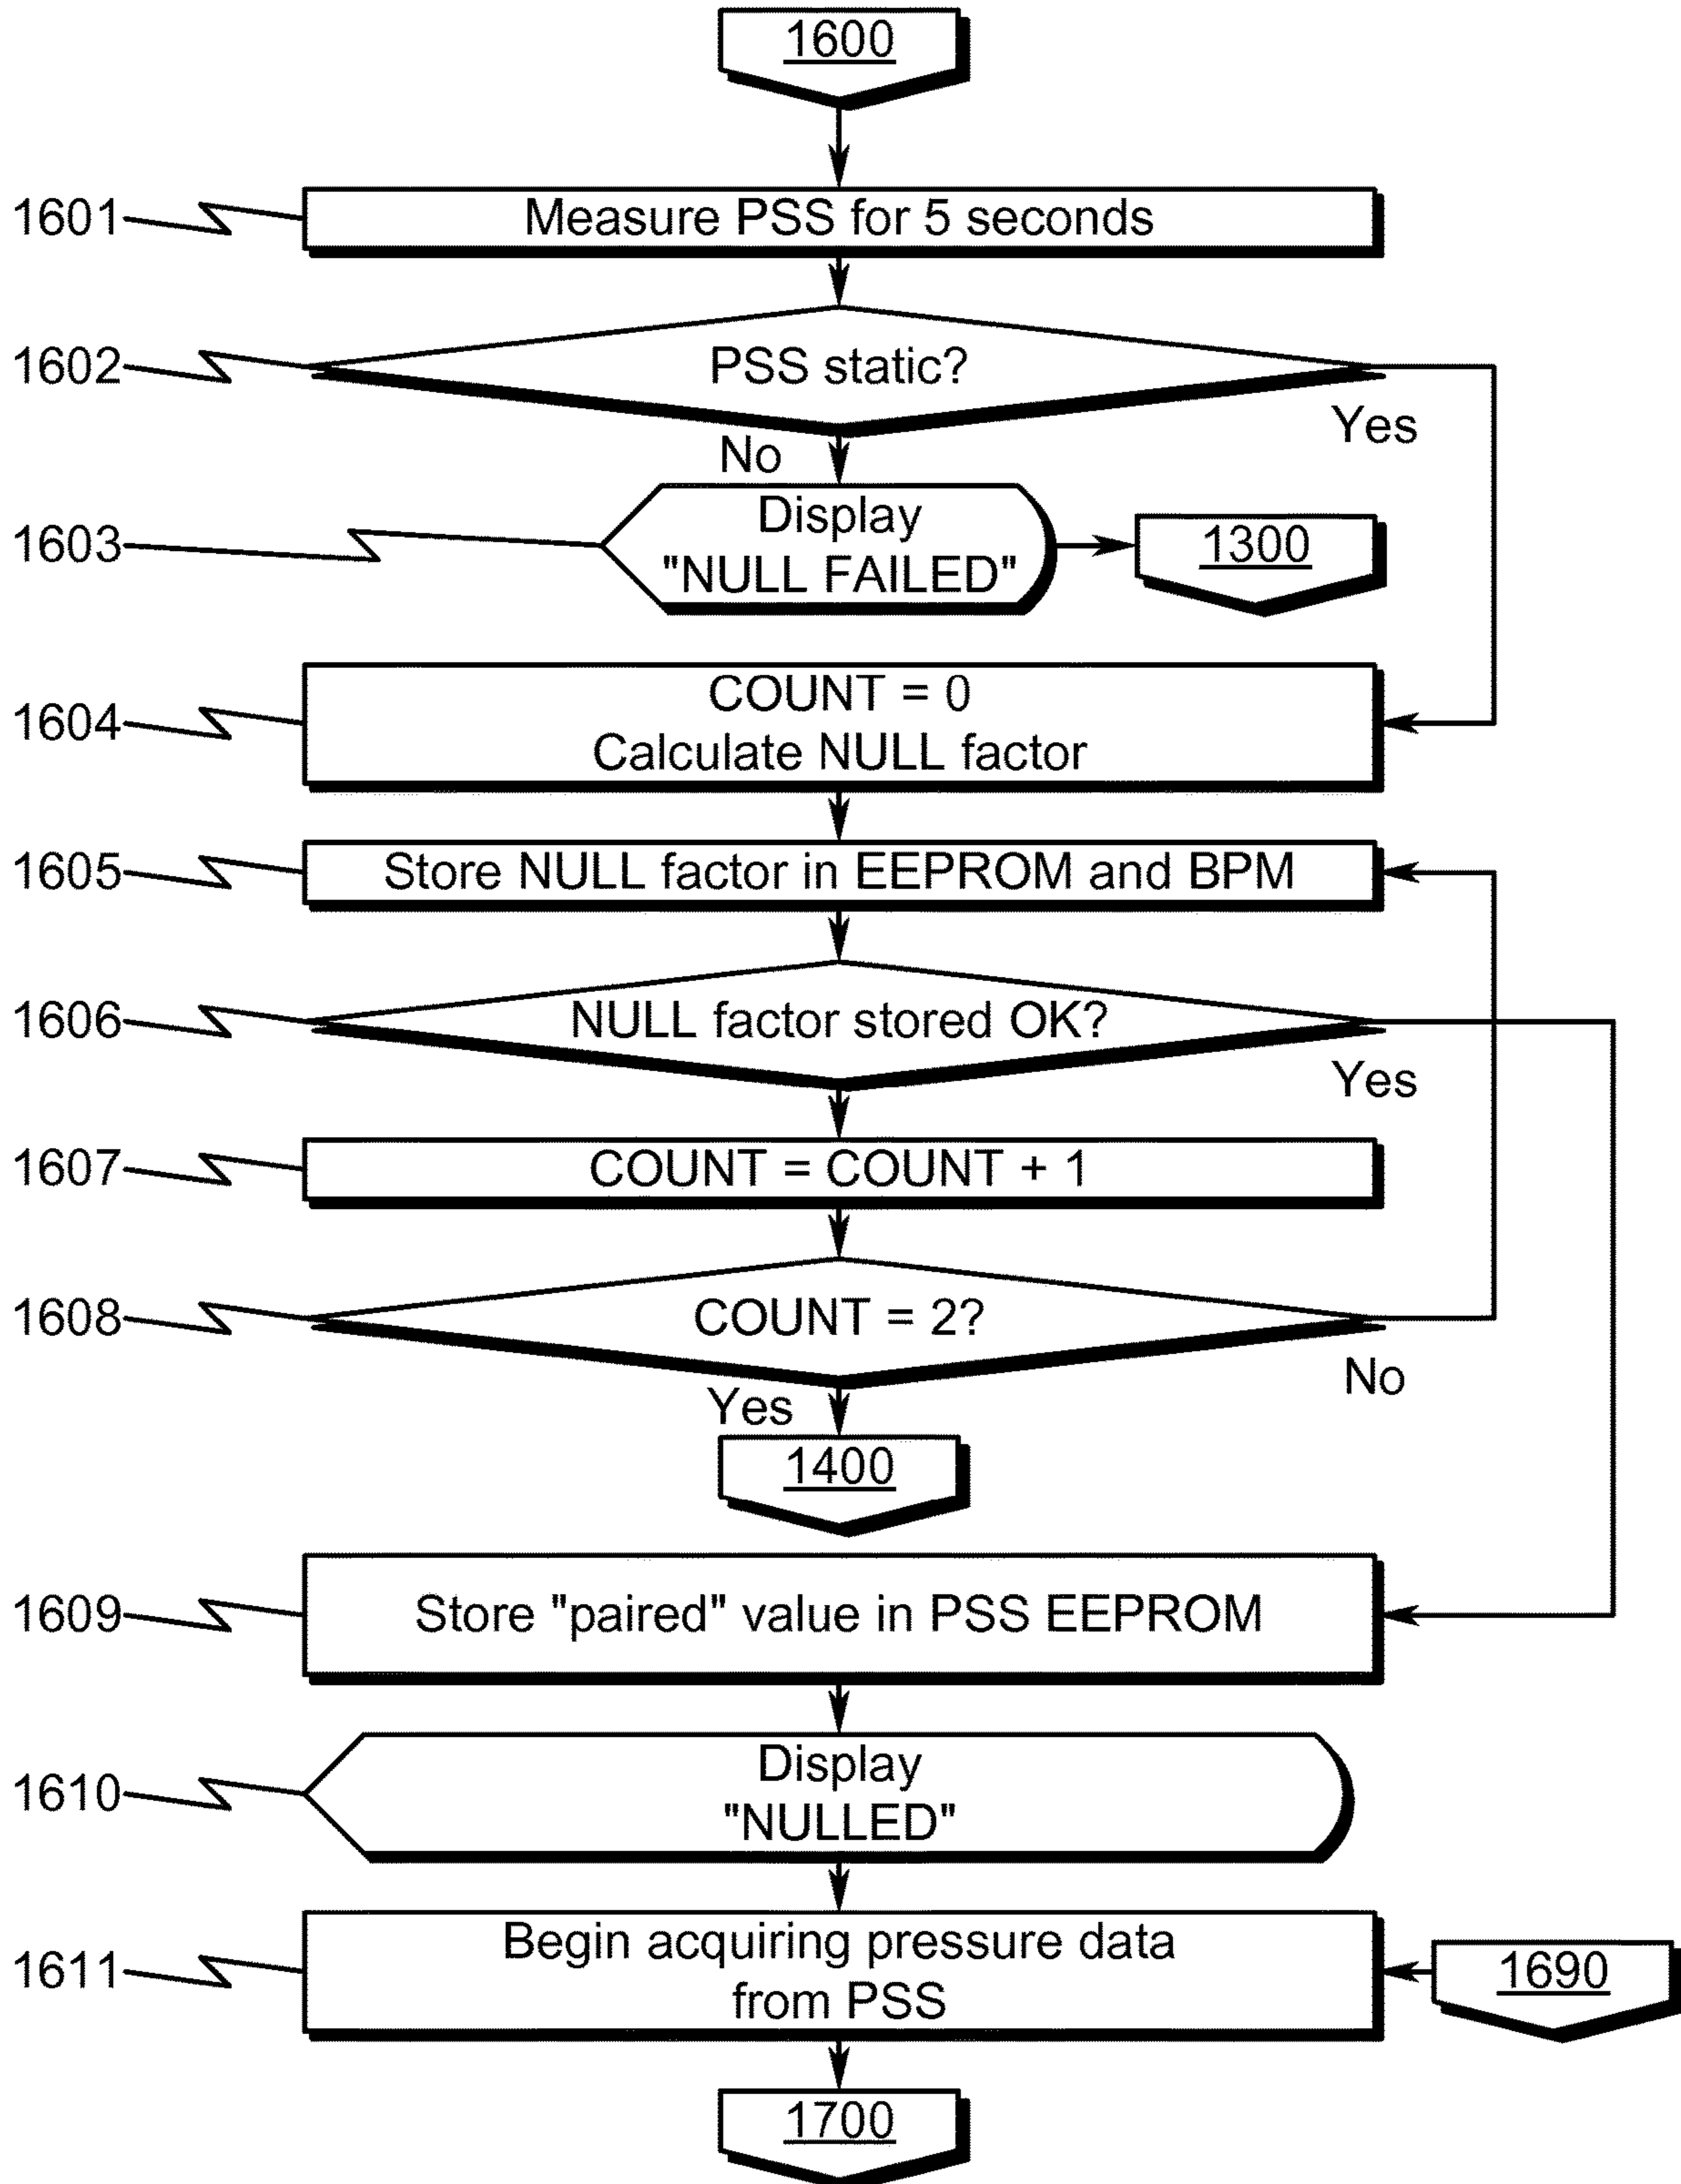 1600
1601
Measure PSS for 5 seconds
1602
PSS static?
Yes
No
1603
Display
"NULL FAILED"
1300
1604
COUNT = 0
Calculate NULL factor
1605
Store NULL factor in EEPROM and BPM
1606
NULL factor stored OK?
Yes
1607
COUNT = COUNT + 1
1608
COUNT = 2?
No
Yes
1400
1609
Store "paired" value in PSS EEPROM
1610
Display
"NULLED"
1611
Begin acquiring pressure data
from PSS
1690
1700